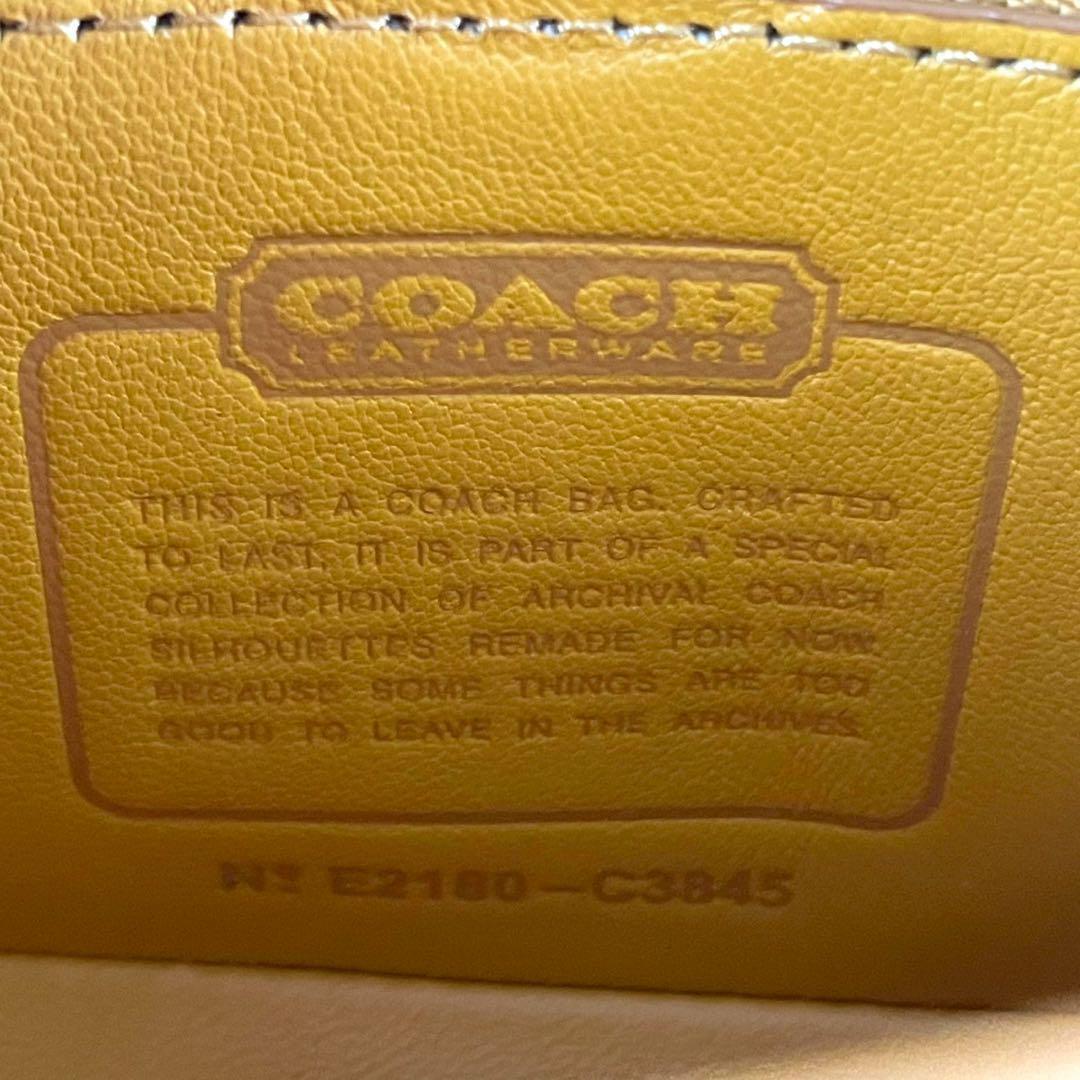 COACH
LEATHERWARE
THIS IS A COACH BAG. CRAFTED
TO LAST, IT IS PART OF A SPECIAL
COLLECTION OF ARCHIVAL COACH
SILHOUETTES REMADE FOR NOW.
BECAUSE SOME THINGS ARE TOO
GOOD TO LEAVE IN THE ARCHIVES.
Nº E2180-C3845